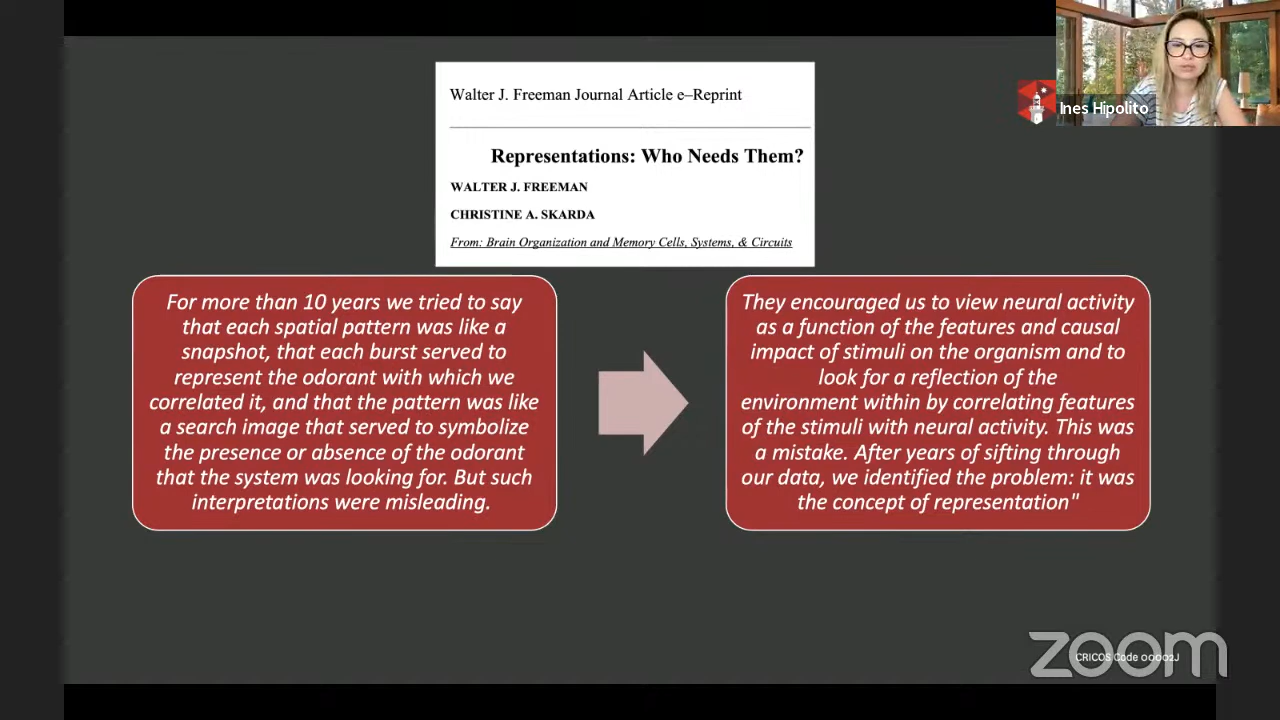 Walter J. Freeman Journal Article e–Reprint
Representations: Who Needs Them?
WALTER J. FREEMAN
CHRISTINE A. SKARDA
From: Brain Organization and Memory Cells, Systems, & Circuits
Ines Hipolito
For more than 10 years we tried to say
that each spatial pattern was like a
snapshot, that each burst served to
represent the odorant with which we
correlated it, and that the pattern was like
a search image that served to symbolize
the presence or absence of the odorant
that the system was looking for. But such
interpretations were misleading.
They encouraged us to view neural activity
as a function of the features and causal
impact of stimuli on the organism and to
look for a reflection of the
environment within by correlating features
of the stimuli with neural activity. This was
a mistake. After years of sifting through
our data, we identified the problem: it was
the concept of representation"
zoom
CRICOS Code 00002J